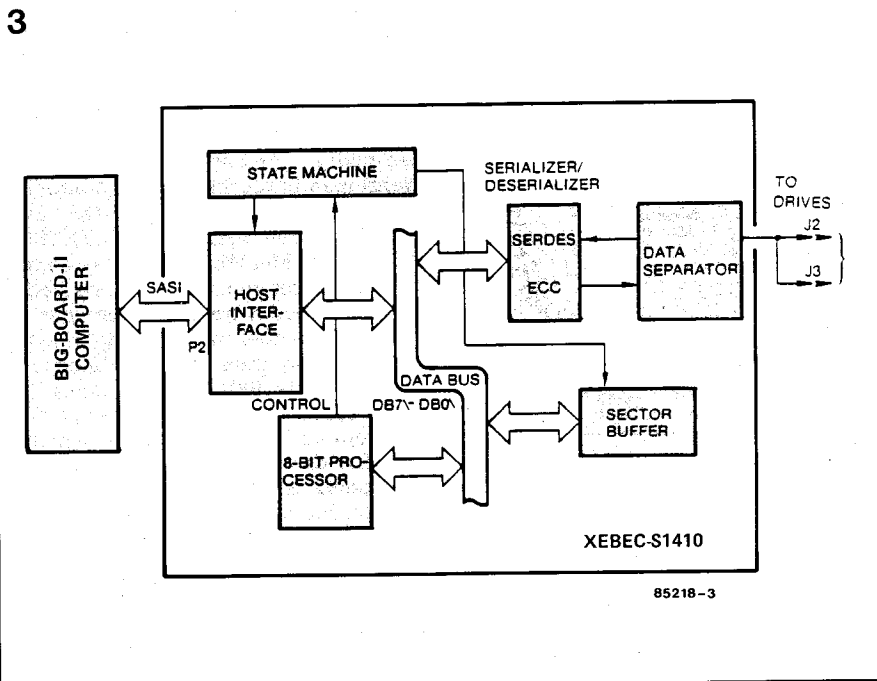 3
STATE MACHINE
SERIALIZER/
DESERIALIZER
TO
DRIVES
J2
J3
BIG-BOARD-II
COMPUTER
SASI
P2
HOST
INTER-
FACE
SERDES
ECC
DATA
SEPARATOR
DATA BUS
DB7\- DB0\
CONTROL
8-BIT PRO-
CESSOR
SECTOR
BUFFER
XEBEC-S1410
85218-3